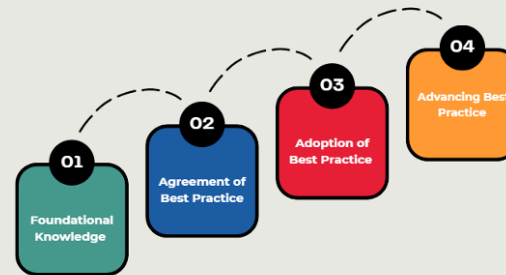 01
Foundational
Knowledge
02
Agreement of
Best Practice
03
Adoption of
Best Practice
04
Advancing Best
Practice